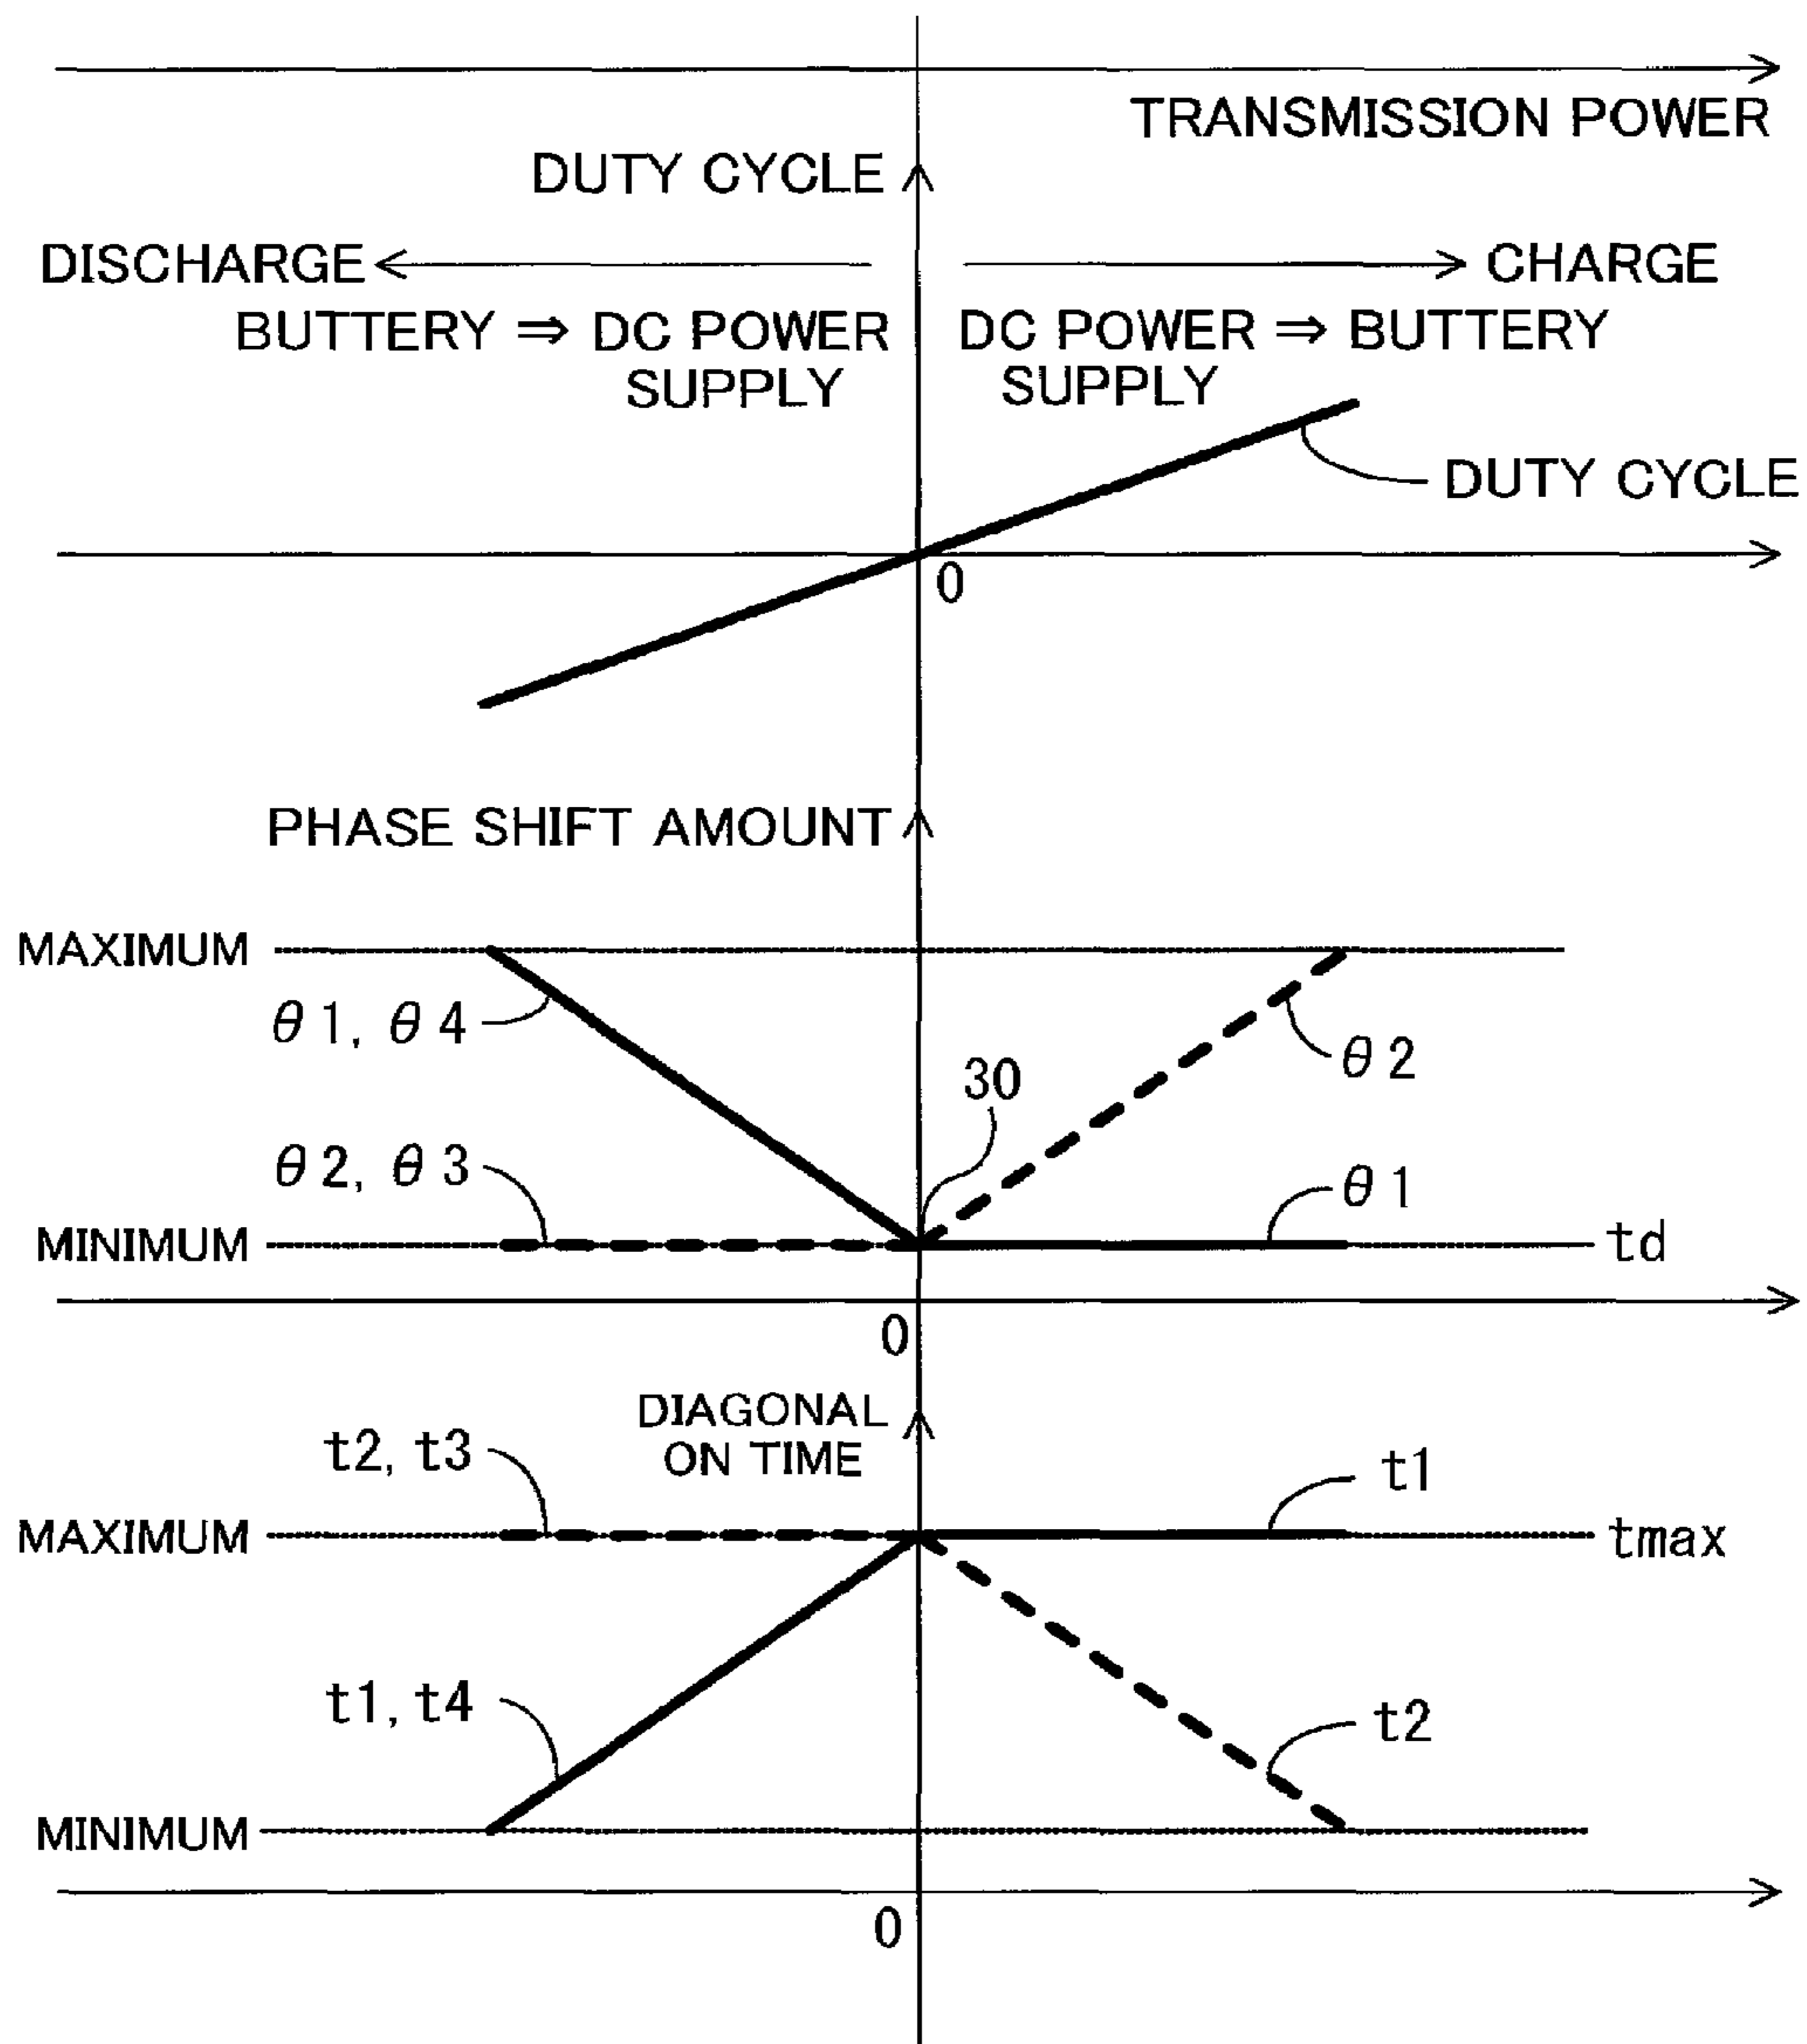 TRANSMISSION POWER
DUTY CYCLE
DISCHARGE
CHARGE
BUTTERY ⇒ DC POWER SUPPLY
DC POWER ⇒ BUTTERY SUPPLY
DUTY CYCLE
0
PHASE SHIFT AMOUNT
MAXIMUM
θ1, θ4
θ2
30
θ2, θ3
θ1
MINIMUM
td
0
DIAGONAL
ON TIME
t2, t3
t1
MAXIMUM
tmax
t1, t4
t2
MINIMUM
0